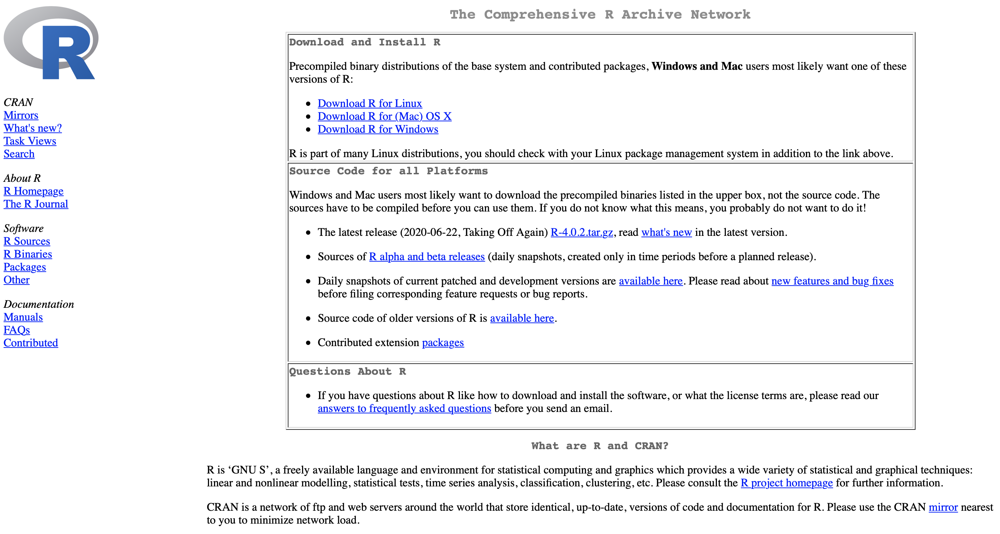 R
CRAN
Mirrors
What's new?
Task Views
Search
About R
R Homepage
The R Journal
Software
R Sources
R Binaries
Packages
Other
Documentation
Manuals
FAQs
Contributed
The Comprehensive R Archive Network
Download and Install R
Precompiled binary distributions of the base system and contributed packages, Windows and Mac users most likely want one of these
versions of R:
• Download R for Linux
• Download R for (Mac) OS X
• Download R for Windows
R is part of many Linux distributions, you should check with your Linux package management system in addition to the link above.
Source Code for all Platforms
Windows and Mac users most likely want to download the precompiled binaries listed in the upper box, not the source code. The
sources have to be compiled before you can use them. If you do not know what this means, you probably do not want to do it!
• The latest release (2020-06-22, Taking Off Again) R-4.0.2.tar.gz, read what's new in the latest version.
• Sources of R alpha and beta releases (daily snapshots, created only in time periods before a planned release).
• Daily snapshots of current patched and development versions are available here. Please read about new features and bug fixes
before filing corresponding feature requests or bug reports.
• Source code of older versions of R is available here.
• Contributed extension packages
Questions About R
• If you have questions about R like how to download and install the software, or what the license terms are, please read our
answers to frequently asked questions before you send an email.
What are R and CRAN?
R is ‘GNU S’, a freely available language and environment for statistical computing and graphics which provides a wide variety of statistical and graphical techniques:
linear and nonlinear modelling, statistical tests, time series analysis, classification, clustering, etc. Please consult the R project homepage for further information.
CRAN is a network of ftp and web servers around the world that store identical, up-to-date, versions of code and documentation for R. Please use the CRAN mirror nearest
to you to minimize network load.